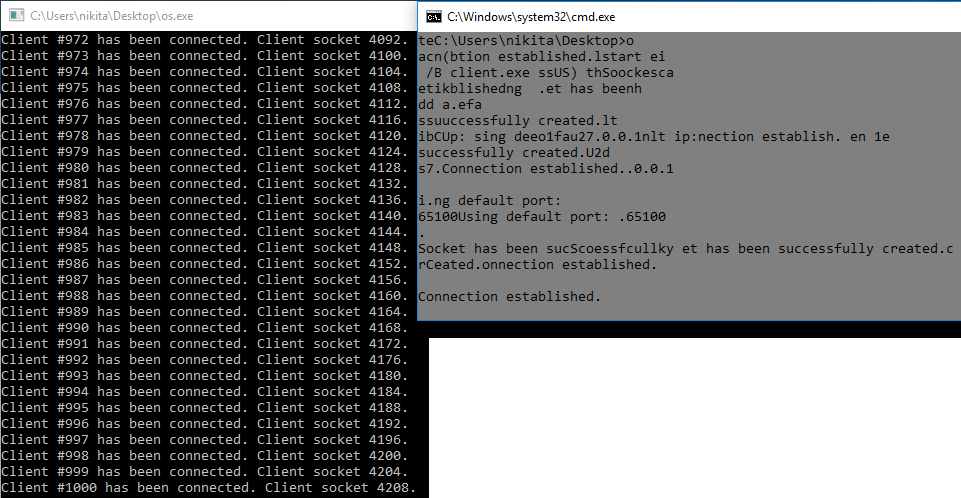 C:\Users\nikita\Desktop\os.exe
Client #972 has been connected. Client socket 4092.
Client #973 has been connected. Client socket 4100.
Client #974 has been connected. Client socket 4104.
Client #975 has been connected. Client socket 4108.
Client #976 has been connected. Client socket 4112.
Client #977 has been connected. Client socket 4116.
Client #978 has been connected. Client socket 4120.
Client #979 has been connected. Client socket 4124.
Client #980 has been connected. Client socket 4128.
Client #981 has been connected. Client socket 4132.
Client #982 has been connected. Client socket 4136.
Client #983 has been connected. Client socket 4140.
Client #984 has been connected. Client socket 4144.
Client #985 has been connected. Client socket 4148.
Client #986 has been connected. Client socket 4152.
Client #987 has been connected. Client socket 4156.
Client #988 has been connected. Client socket 4160.
Client #989 has been connected. Client socket 4164.
Client #990 has been connected. Client socket 4168.
Client #991 has been connected. Client socket 4172.
Client #992 has been connected. Client socket 4176.
Client #993 has been connected. Client socket 4180.
Client #994 has been connected. Client socket 4184.
Client #995 has been connected. Client socket 4188.
Client #996 has been connected. Client socket 4192.
Client #997 has been connected. Client socket 4196.
Client #998 has been connected. Client socket 4200.
Client #999 has been connected. Client socket 4204.
Client #1000 has been connected. Client socket 4208.
C:\Windows\system32\cmd.exe
teC:\Users\nikita\Desktop>o
acn(btion established.lstart ei
 /B client.exe ssUS) thSoockesca
etikblishedng  .et has beenh
dd a.efa
ssuuccessfully created.lt
ibCUp: sing deeo1fau27.0.0.1nlt ip:nection establish. en 1e
successfully created.U2d
s7.Connection established..0.0.1
i.ng default port:
65100Using default port: .65100
.
Socket has been sucScoessfcullky et has been successfully created.c
rCeated.onnection established.
Connection established.